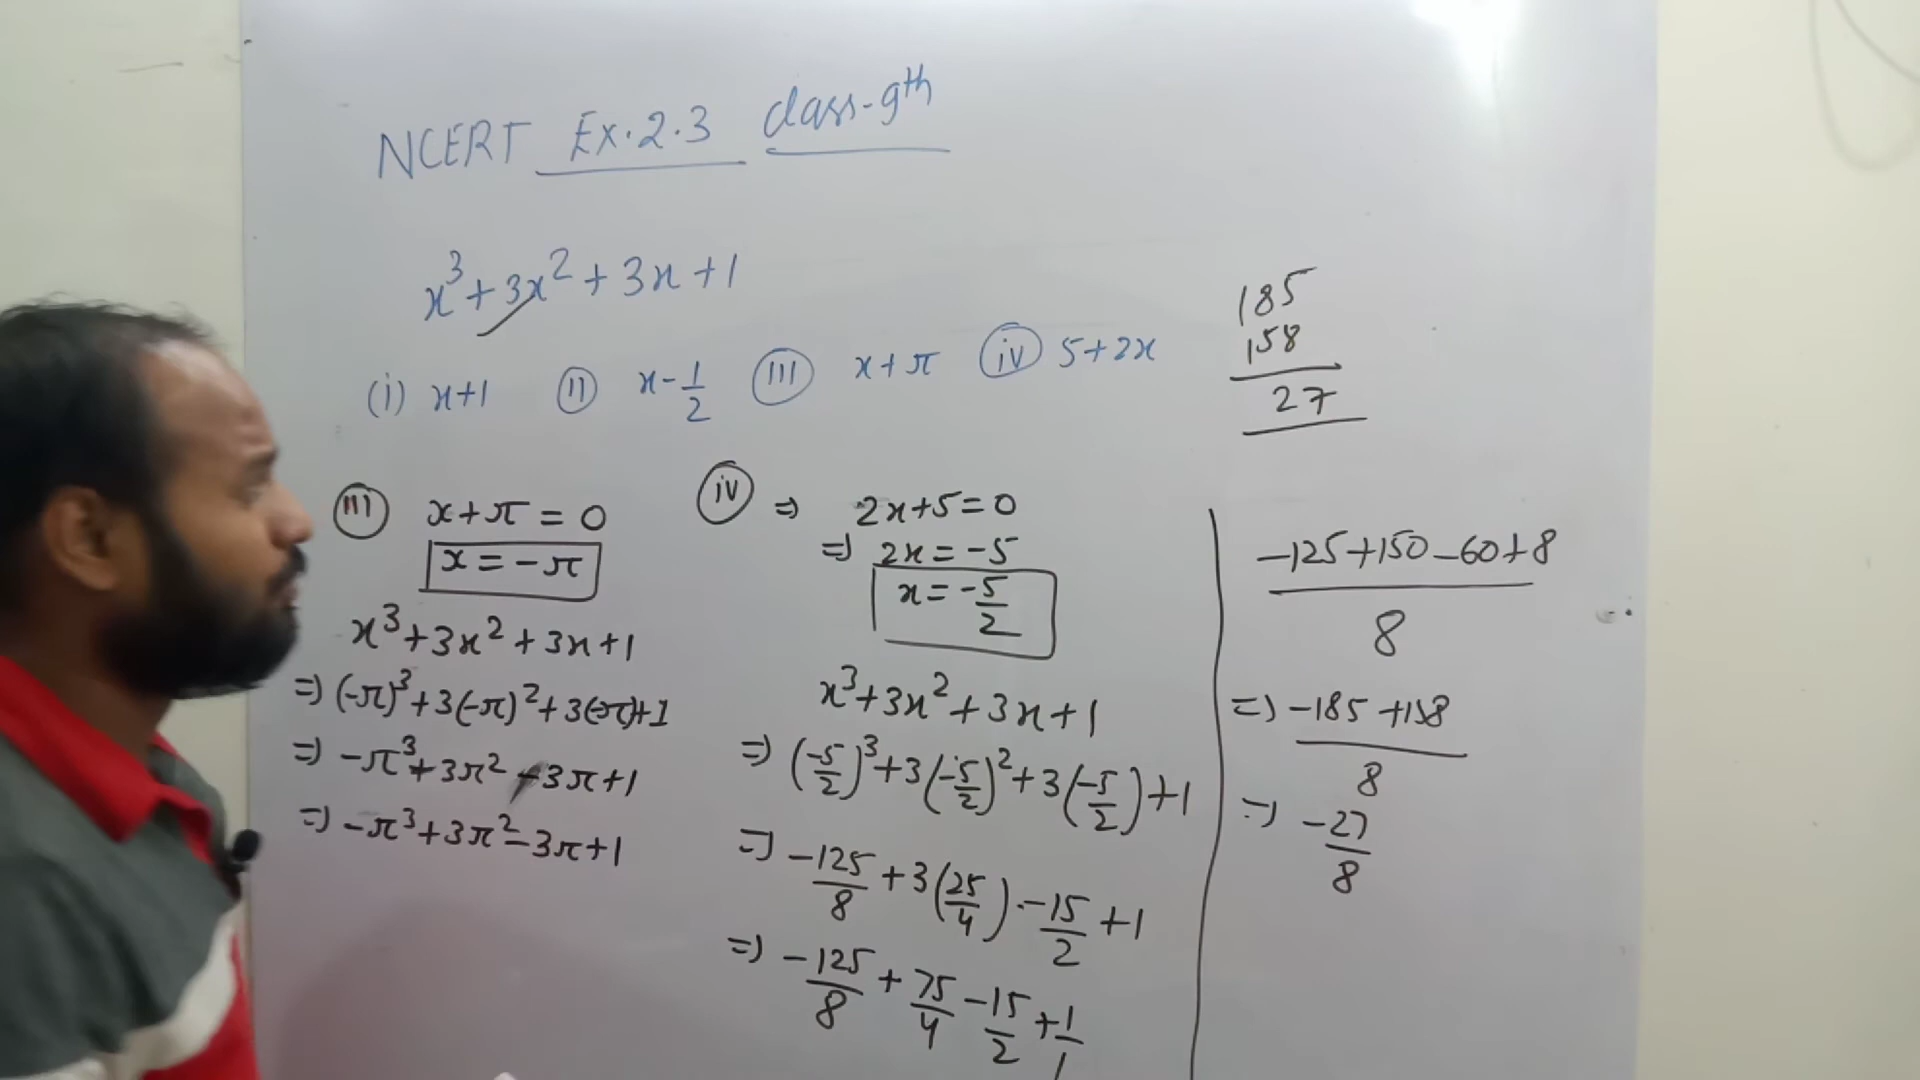 NCERT Ex.2.3 class-9th
x³+3x²+3x+1
(i) x+1 (ii) x-1/2 (iii) x+π (iv) 5+2x
185
158
27
(iii) x+π=0
x=-π
x³+3x²+3x+1
⇒ (-π)³+3(-π)²+3(-π)+1
⇒ -π³+3π²-3π+1
⇒ -π³+3π²-3π+1
(iv) ⇒ 2x+5=0
⇒ 2x=-5
x=-5/2
x³+3x²+3x+1
⇒ (-5/2)³+3(-5/2)²+3(-5/2)+1
⇒ -125/8+3(25/4)-15/2+1
⇒ -125/8+75/4-15/2+1/1
-125+150-60+8/8
⇒ -185+158/8
⇒ -27/8